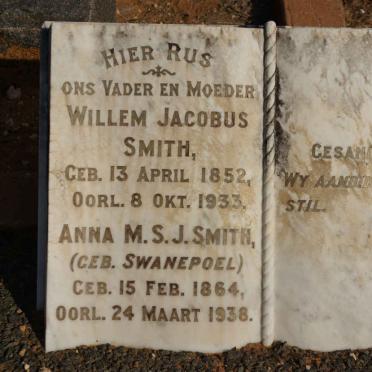 HIER RUS
ONS VADER EN MOEDER
WILLEM JACOBUS
SMITH,
GEB. 13 APRIL 1852,
OORL. 8 OKT. 1933.
ANNA M.S.J. SMITH,
(GEB. SWANEPOEL)
GEB. 15 FEB. 1864,
OORL. 24 MAART 1938.
WY
STIL.